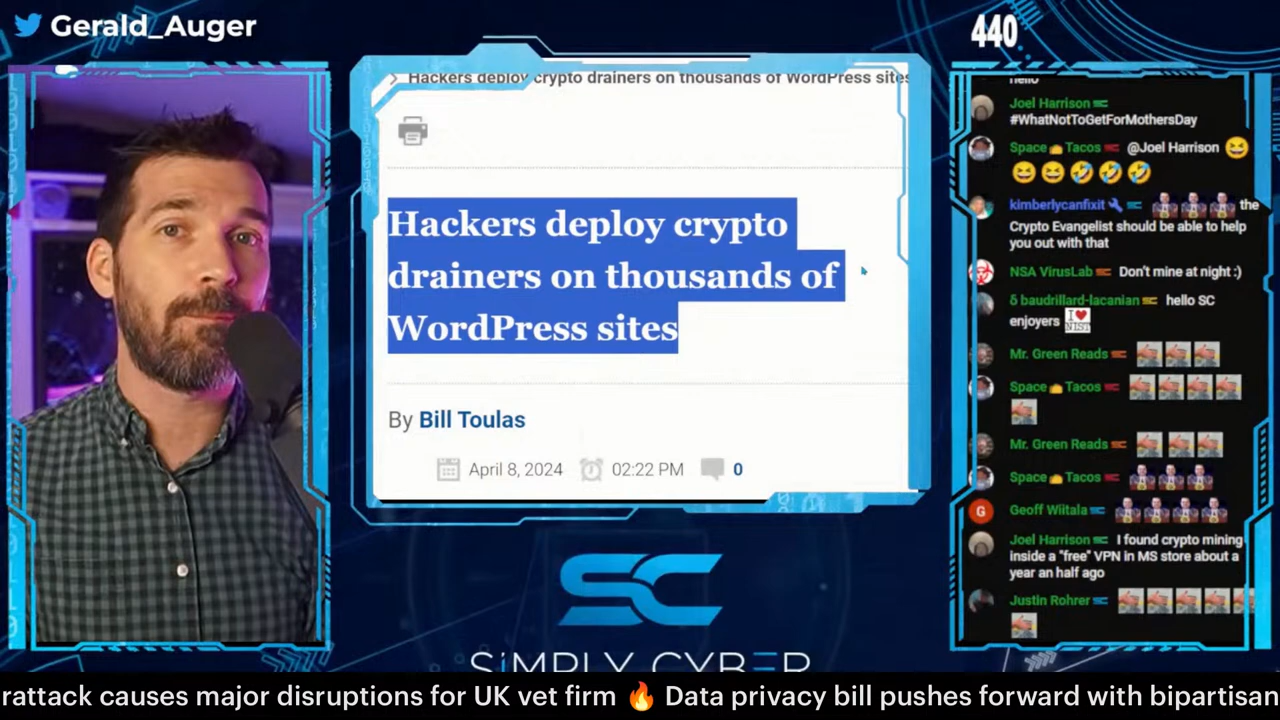 Gerald_Auger
440
Hackers deploy crypto drainers on thousands of WordPress sites
Hackers deploy crypto
drainers on thousands of
WordPress sites
By Bill Toulas
April 8, 2024 02:22 PM 0
SC
SiMPLY CYBER
hello
Joel Harrison
#WhatNotToGetForMothersDay
Space Tacos @Joel Harrison
kimberlycanfixit the
Crypto Evangelist should be able to help
you out with that
NSA VirusLab Don't mine at night :)
δ baudrillard-lacanian hello SC
enjoyers I ❤ NIST
Mr. Green Reads
Space Tacos
Mr. Green Reads
Space Tacos
G Geoff Wiitala
Joel Harrison I found crypto mining
inside a "free" VPN in MS store about a
year an half ago
Justin Rohrer
rattack causes major disruptions for UK vet firm 🔥 Data privacy bill pushes forward with bipartisan